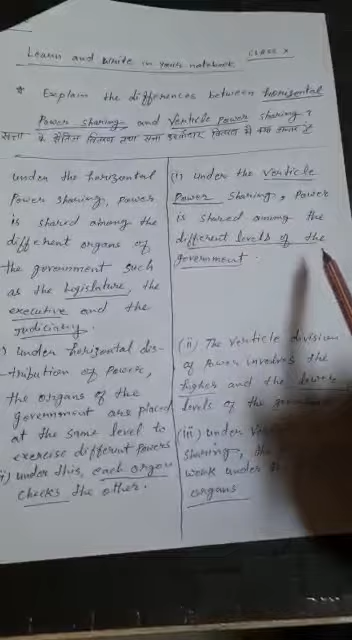 Learn and write in your notebook CLASS X
* Explain the differences between horizontal
Power sharing, and Verticle power sharing?
सत्ता के क्षैतिज वितरण तथा सत्ता के वितरण में क्या अन्तर है
under the horizontal
Power sharing, power
is shared among the
different organs of
the government such
as the legislature, the
executive and the
judiciary.
under horizontal dis-
-tribution of power,
the organs of the
government are placed
at the same level to
exercise different powers
i) under this, each organ
checks the other.
(i) Under the Verticle
Power sharing, Power
is shared among the
different levels of the
government.
(ii) The Verticle division
of Power involves the
higher and the lower
levels of the
(iii) under
sharing, the
work under
organs